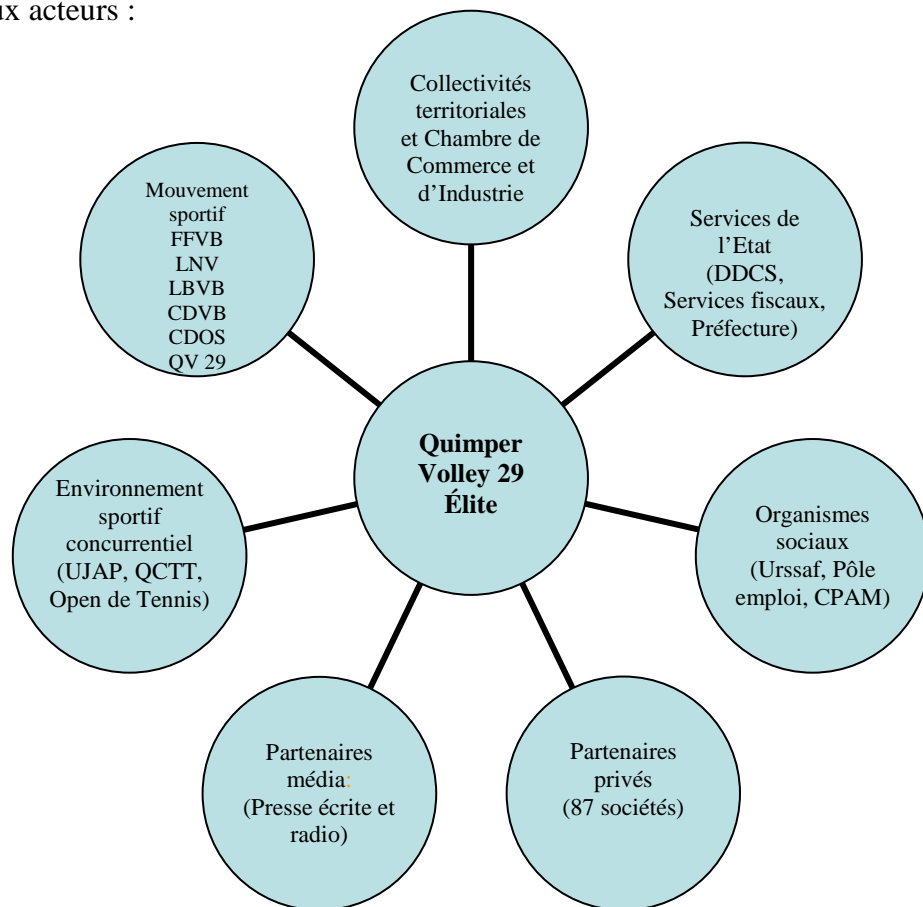 ux acteurs :
Collectivités
territoriales
et Chambre de
Commerce et
d’Industrie
Mouvement
sportif
FFVB
LNV
LBVB
CDVB
CDOS
QV 29
Services de
l’Etat
(DDCS,
Services fiscaux,
Préfecture)
Quimper
Volley 29
Élite
Environnement
sportif
concurrentiel
(UJAP, QCTT,
Open de Tennis)
Organismes
sociaux
(Urssaf, Pôle
emploi, CPAM)
Partenaires
média:
(Presse écrite et
radio)
Partenaires
privés
(87 sociétés)